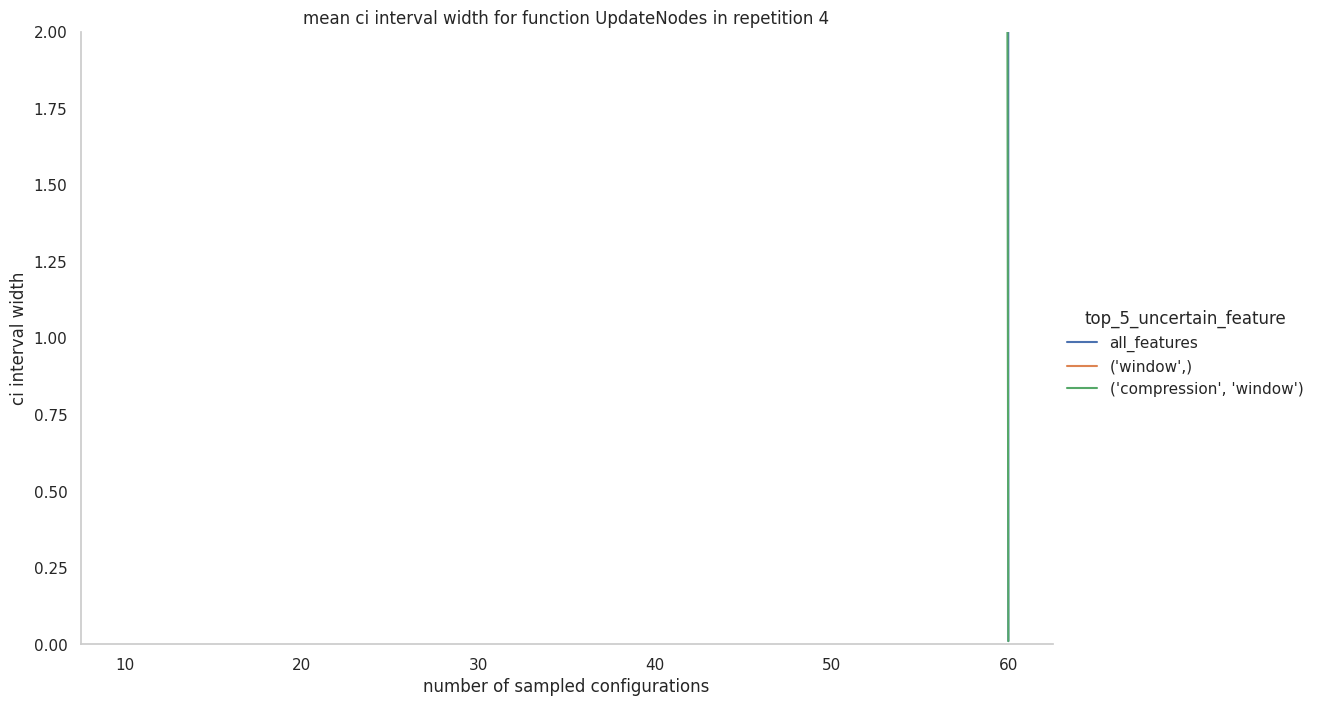 mean ci interval width for function UpdateNodes in repetition 4
2.00
1.75
1.50
1.25
1.00
0.75
0.50
0.25
0.00
ci interval width
10 20 30 40 50 60
number of sampled configurations
top_5_uncertain_feature
all_features
('window',)
('compression', 'window')